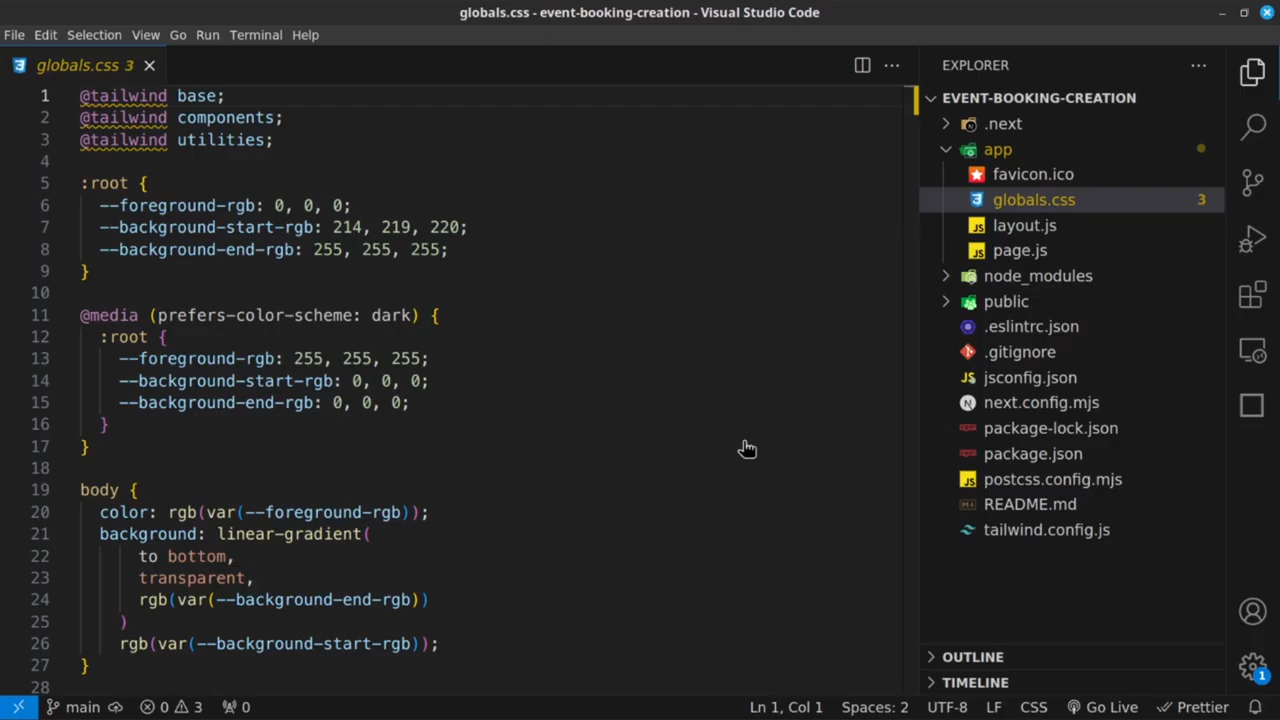 globals.css - event-booking-creation - Visual Studio Code
File Edit Selection View Go Run Terminal Help
globals.css 3
1 @tailwind base;
2 @tailwind components;
3 @tailwind utilities;
4
5 :root {
6 --foreground-rgb: 0, 0, 0;
7 --background-start-rgb: 214, 219, 220;
8 --background-end-rgb: 255, 255, 255;
9 }
10
11 @media (prefers-color-scheme: dark) {
12 :root {
13 --foreground-rgb: 255, 255, 255;
14 --background-start-rgb: 0, 0, 0;
15 --background-end-rgb: 0, 0, 0;
16 }
17 }
18
19 body {
20 color: rgb(var(--foreground-rgb));
21 background: linear-gradient(
22 to bottom,
23 transparent,
24 rgb(var(--background-end-rgb))
25 )
26 rgb(var(--background-start-rgb));
27 }
28
EXPLORER
EVENT-BOOKING-CREATION
.next
app
favicon.ico
globals.css 3
JS layout.js
JS page.js
node_modules
public
.eslintrc.json
.gitignore
JS jsconfig.json
N next.config.mjs
package-lock.json
package.json
JS postcss.config.mjs
README.md
tailwind.config.js
OUTLINE
TIMELINE
1
main 0 3 0 Ln 1, Col 1 Spaces: 2 UTF-8 LF CSS Go Live Prettier